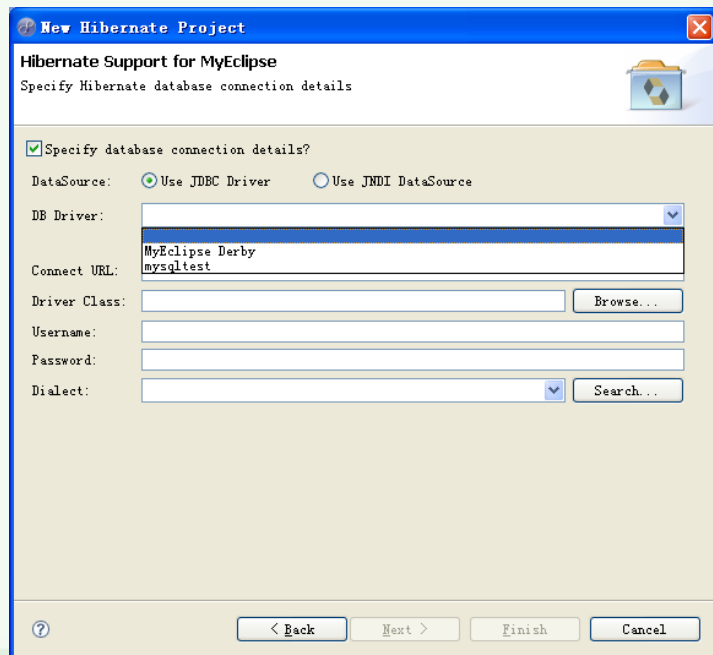 New Hibernate Project
Hibernate Support for MyEclipse
Specify Hibernate database connection details
Specify database connection details?
DataSource: Use JDBC Driver Use JNDI DataSource
DB Driver:
MyEclipse Derby
mysqltest
Connect URL:
Driver Class: Browse...
Username:
Password:
Dialect: Search...
? < Back Next > Finish Cancel